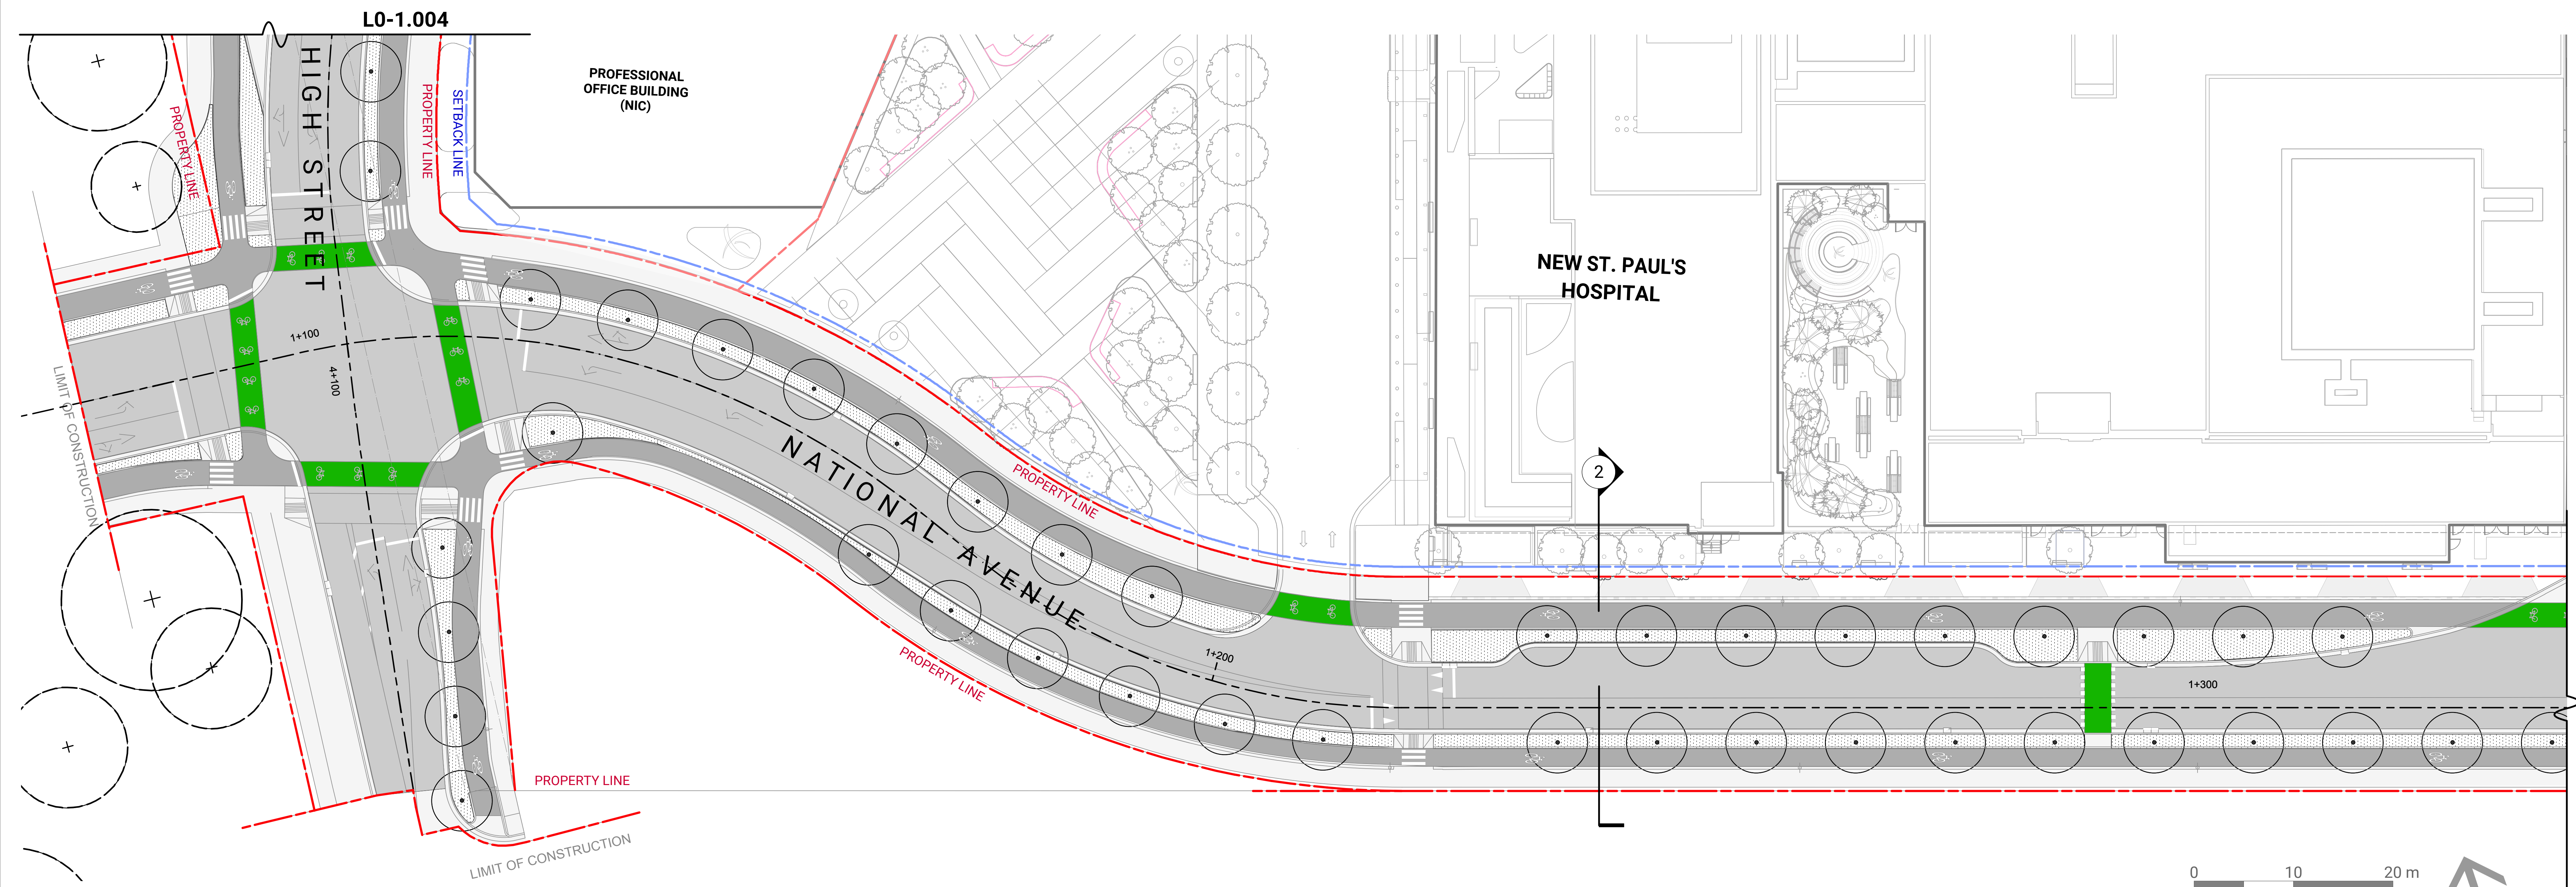 L0-1.004
HIGH STREET
PROPERTY LINE
PROPERTY LINE
SETBACK LINE
PROFESSIONAL
OFFICE BUILDING
(NIC)
NEW ST. PAUL'S
HOSPITAL
1+100
4+100
LIMIT OF CONSTRUCTION
NATIONAL AVENUE
PROPERTY LINE
2
1+200
PROPERTY LINE
1+300
PROPERTY LINE
LIMIT OF CONSTRUCTION
0 10 20 m